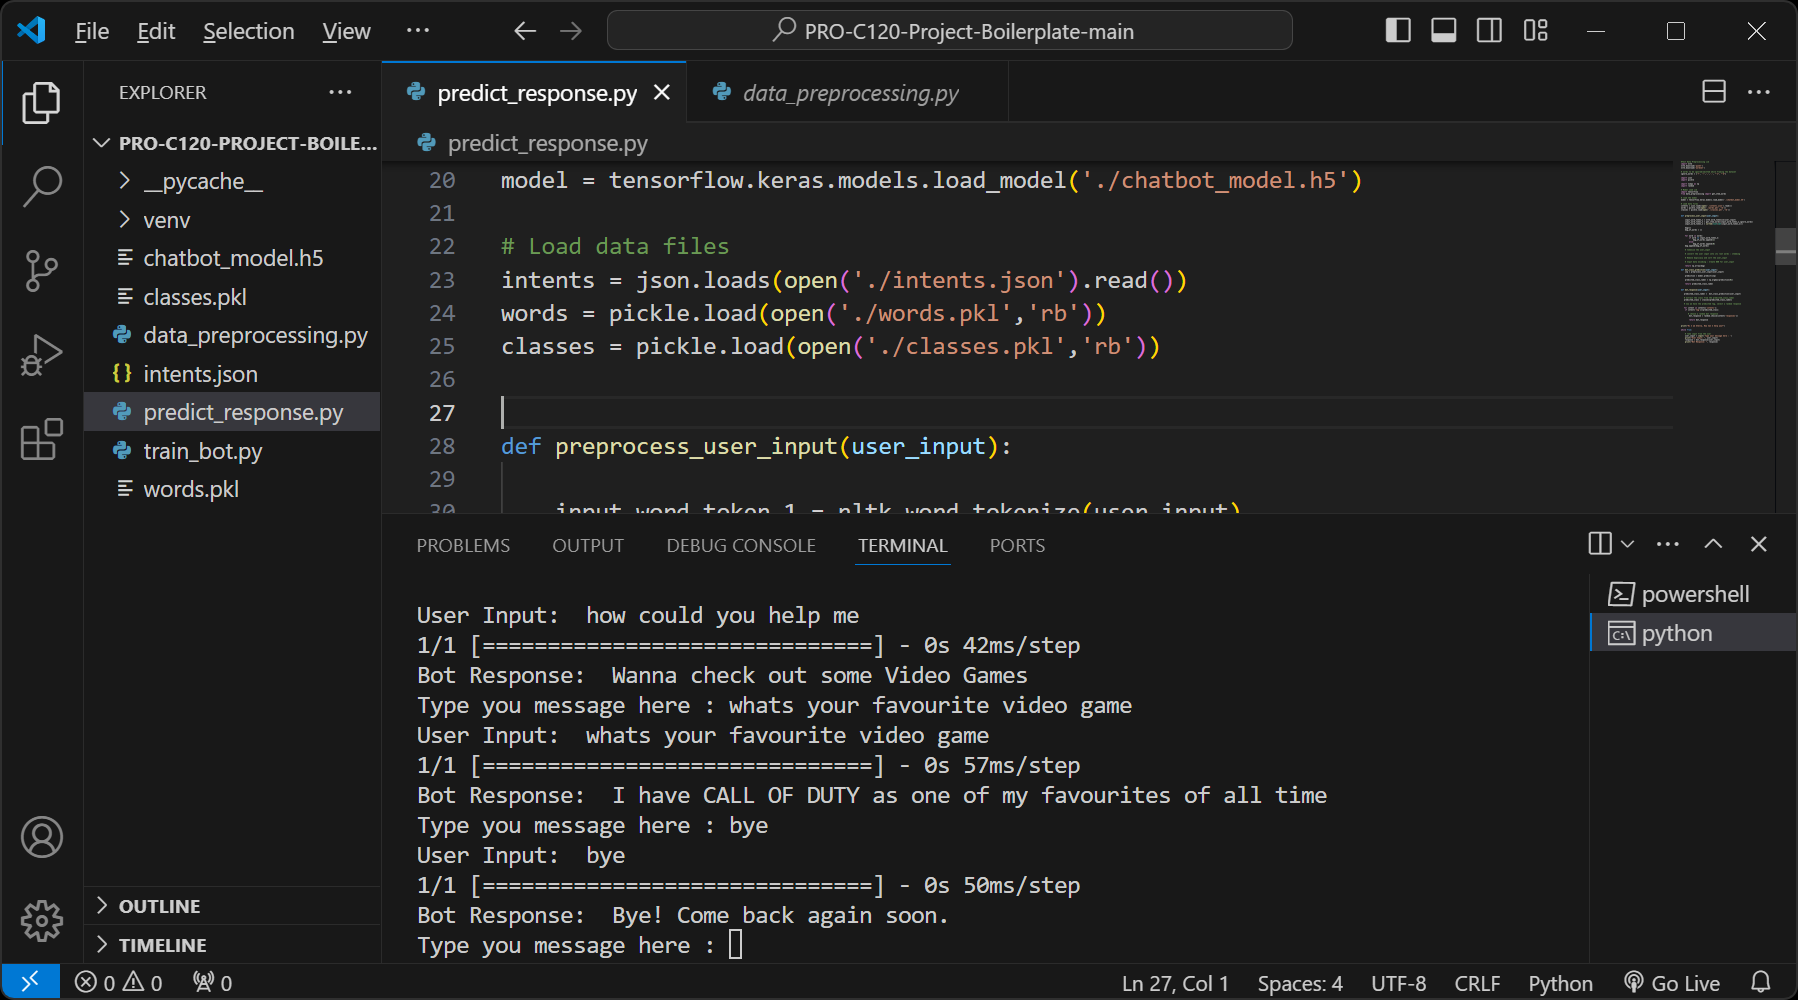 File Edit Selection View ··· PRO-C120-Project-Boilerplate-main
EXPLORER ···
PRO-C120-PROJECT-BOILE...
__pycache__
venv
chatbot_model.h5
classes.pkl
data_preprocessing.py
intents.json
predict_response.py
train_bot.py
words.pkl
OUTLINE
TIMELINE
predict_response.py data_preprocessing.py
predict_response.py
20 model = tensorflow.keras.models.load_model('./chatbot_model.h5')
21
22 # Load data files
23 intents = json.loads(open('./intents.json').read())
24 words = pickle.load(open('./words.pkl','rb'))
25 classes = pickle.load(open('./classes.pkl','rb'))
26
27
28 def preprocess_user_input(user_input):
29
30 input_word_token_1 = nltk.word_tokenize(user_input)
PROBLEMS OUTPUT DEBUG CONSOLE TERMINAL PORTS
User Input:  how could you help me
1/1 [==============================] - 0s 42ms/step
Bot Response:  Wanna check out some Video Games
Type you message here : whats your favourite video game
User Input:  whats your favourite video game
1/1 [==============================] - 0s 57ms/step
Bot Response:  I have CALL OF DUTY as one of my favourites of all time
Type you message here : bye
User Input:  bye
1/1 [==============================] - 0s 50ms/step
Bot Response:  Bye! Come back again soon.
Type you message here :
powershell
python
0 0 0 Ln 27, Col 1 Spaces: 4 UTF-8 CRLF Python Go Live